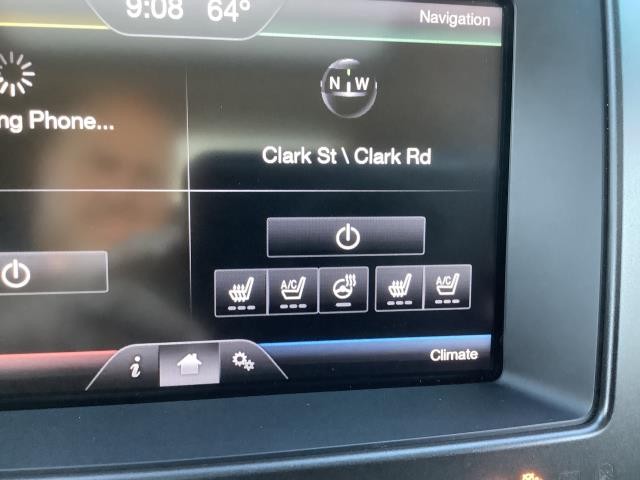 9:08 64°
Navigation
N W
ng Phone...
Clark St \ Clark Rd
A/C A/C
i
Climate